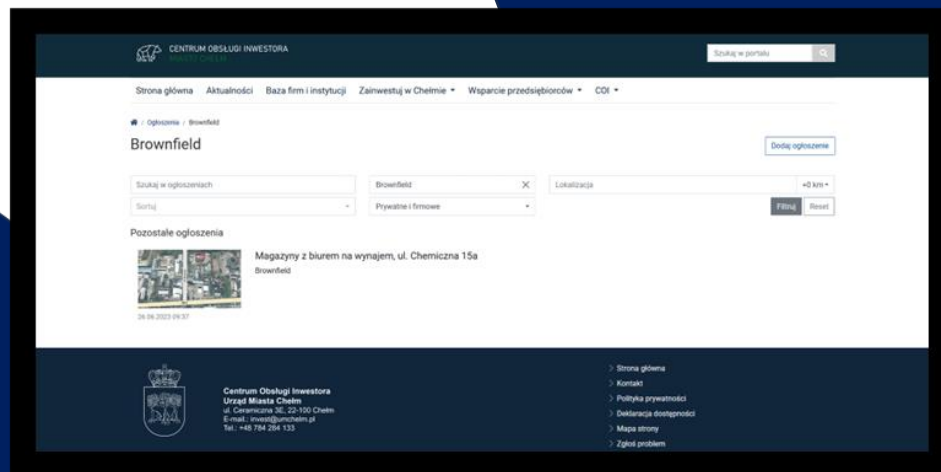 CENTRUM OBSŁUGI INWESTORA
MIASTO CHEŁM
Szukaj w portalu
Strona główna Aktualności Baza firm i instytucji Zainwestuj w Chełmie Wsparcie przedsiębiorców COI
/ Ogłoszenia / Brownfield
Brownfield
Dodaj ogłoszenie
Szukaj w ogłoszeniach Brownfield Lokalizacja +0 km
Sortuj Prywatne i firmowe Filtruj Reset
Pozostałe ogłoszenia
Magazyny z biurem na wynajem, ul. Chemiczna 15a
Brownfield
26.06.2023 09:37
Centrum Obsługi Inwestora
Urząd Miasta Chełm
ul. Ceramiczna 3E, 22-100 Chełm
E-mail.: invest@umchelm.pl
Tel.: +48 784 284 133
Strona główna
Kontakt
Polityka prywatności
Deklaracja dostępności
Mapa strony
Zgłoś problem